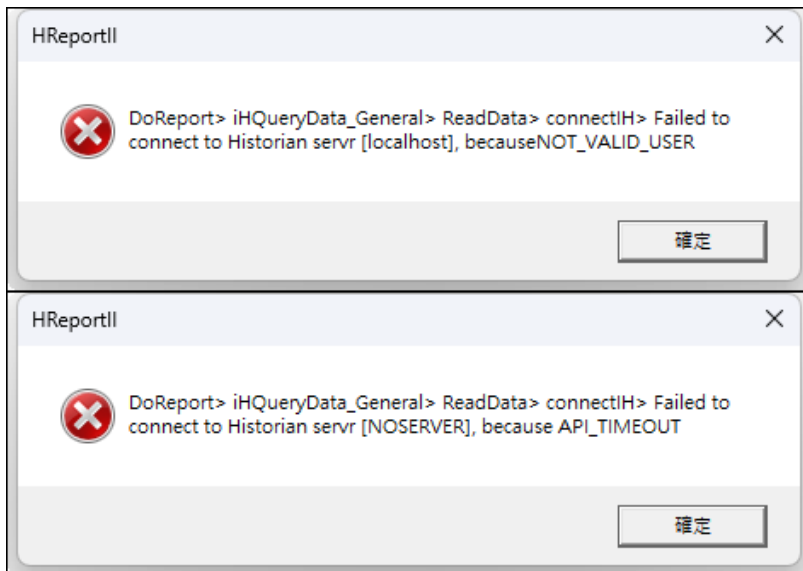 HReportII
DoReport> iHQueryData_General> ReadData> connectIH> Failed to
connect to Historian servr [localhost], becauseNOT_VALID_USER
確定
HReportII
DoReport> iHQueryData_General> ReadData> connectIH> Failed to
connect to Historian servr [NOSERVER], because API_TIMEOUT
確定